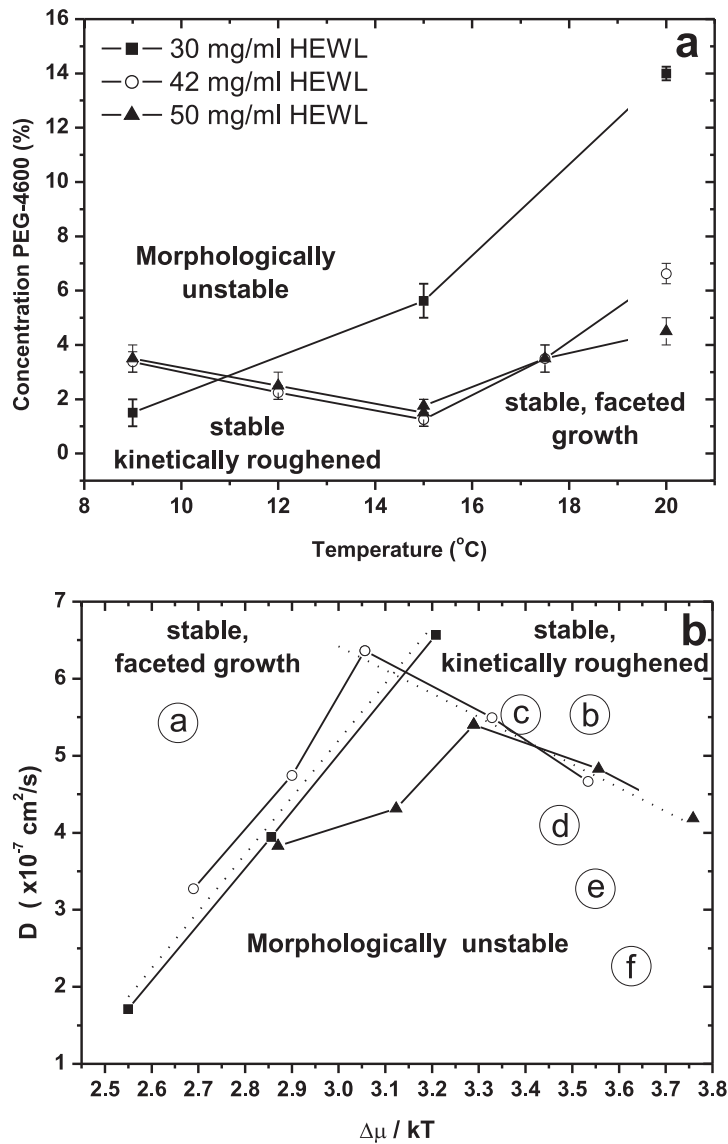 a
30 mg/ml HEWL
42 mg/ml HEWL
50 mg/ml HEWL
16
14
12
10
8
6
4
2
0
Concentration PEG-4600 (%)
Morphologically
unstable
stable
kinetically roughened
stable, faceted
growth
8 10 12 14 16 18 20
Temperature (°C)
b
7
6
5
4
3
2
1
D ( x10⁻⁷ cm²/s)
stable,
faceted growth
stable,
kinetically roughened
a
c
b
d
e
f
Morphologically unstable
2.5 2.6 2.7 2.8 2.9 3.0 3.1 3.2 3.3 3.4 3.5 3.6 3.7 3.8
Δμ / kT